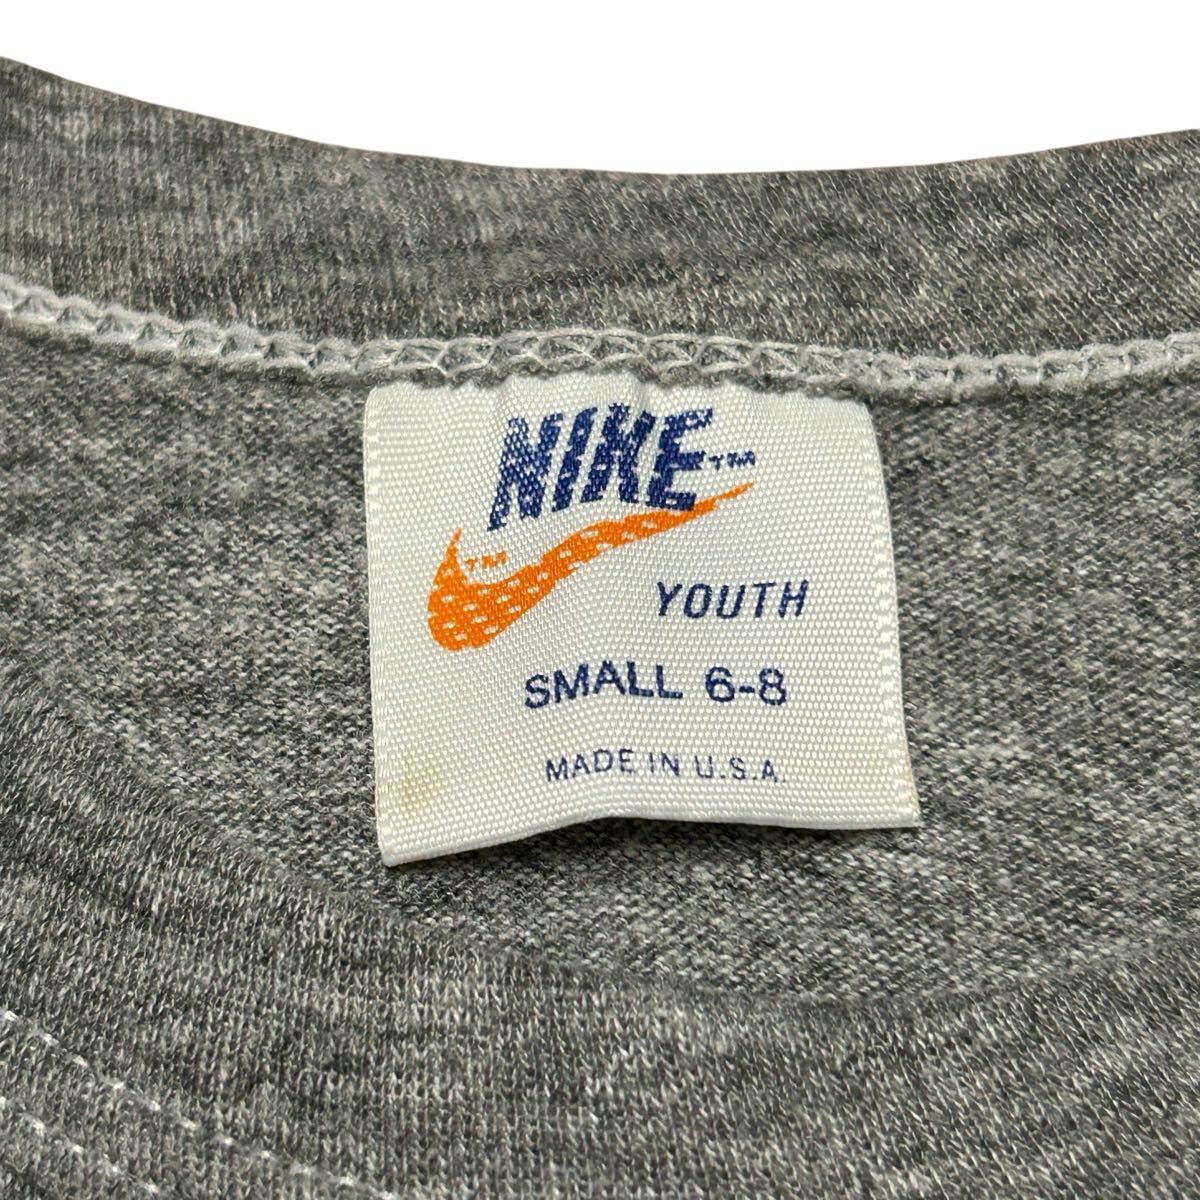 NIKE™
™
YOUTH
SMALL 6-8
MADE IN U.S.A.